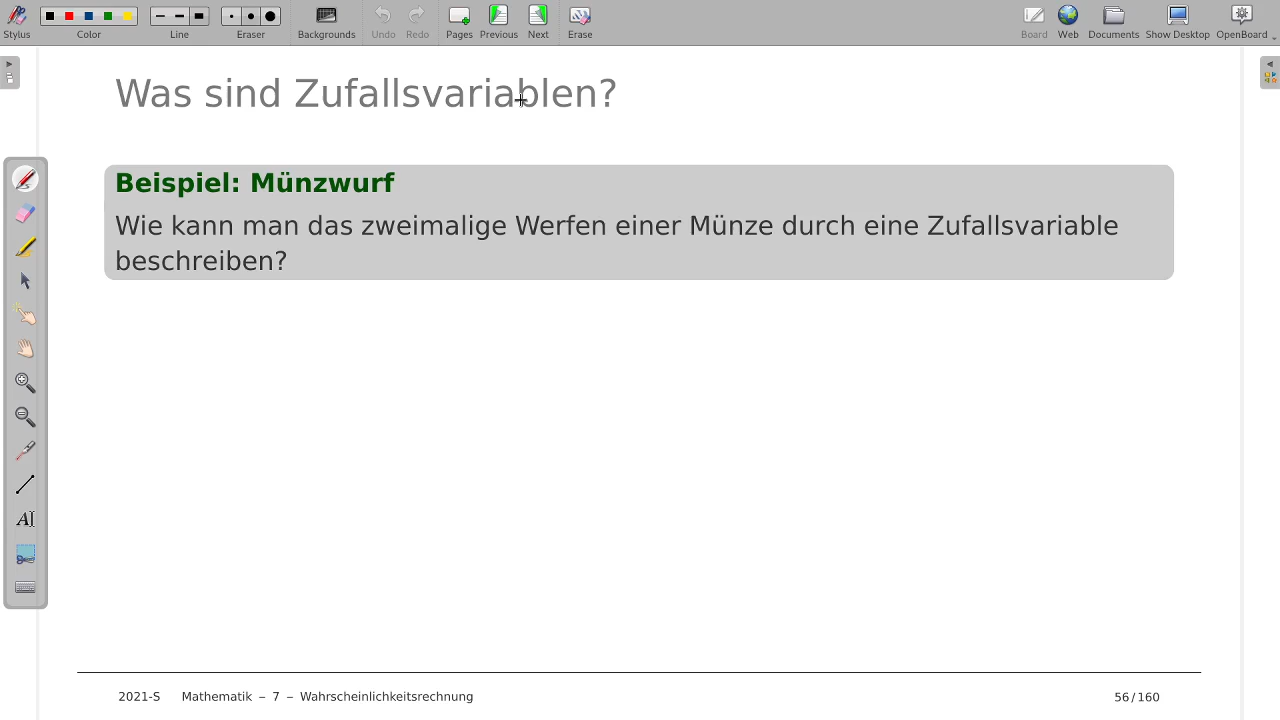 Stylus Color Line Eraser Backgrounds Undo Redo Pages Previous Next Erase Board Web Documents Show Desktop OpenBoard
Was sind Zufallsvariablen?
Beispiel: Münzwurf
Wie kann man das zweimalige Werfen einer Münze durch eine Zufallsvariable
beschreiben?
AI
2021-S Mathematik – 7 – Wahrscheinlichkeitsrechnung 56/160